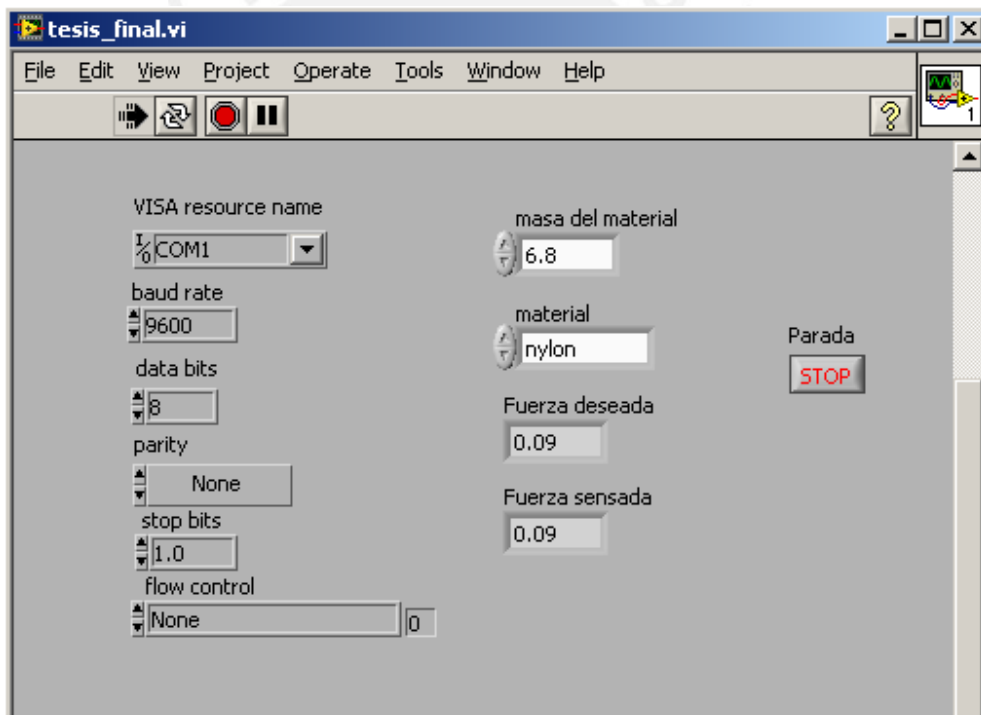 tesis_final.vi
File Edit View Project Operate Tools Window Help
1
VISA resource name
I/O COM1
baud rate
9600
data bits
8
parity
None
stop bits
1.0
flow control
None 0
masa del material
6.8
material
nylon
Fuerza deseada
0.09
Fuerza sensada
0.09
Parada
STOP